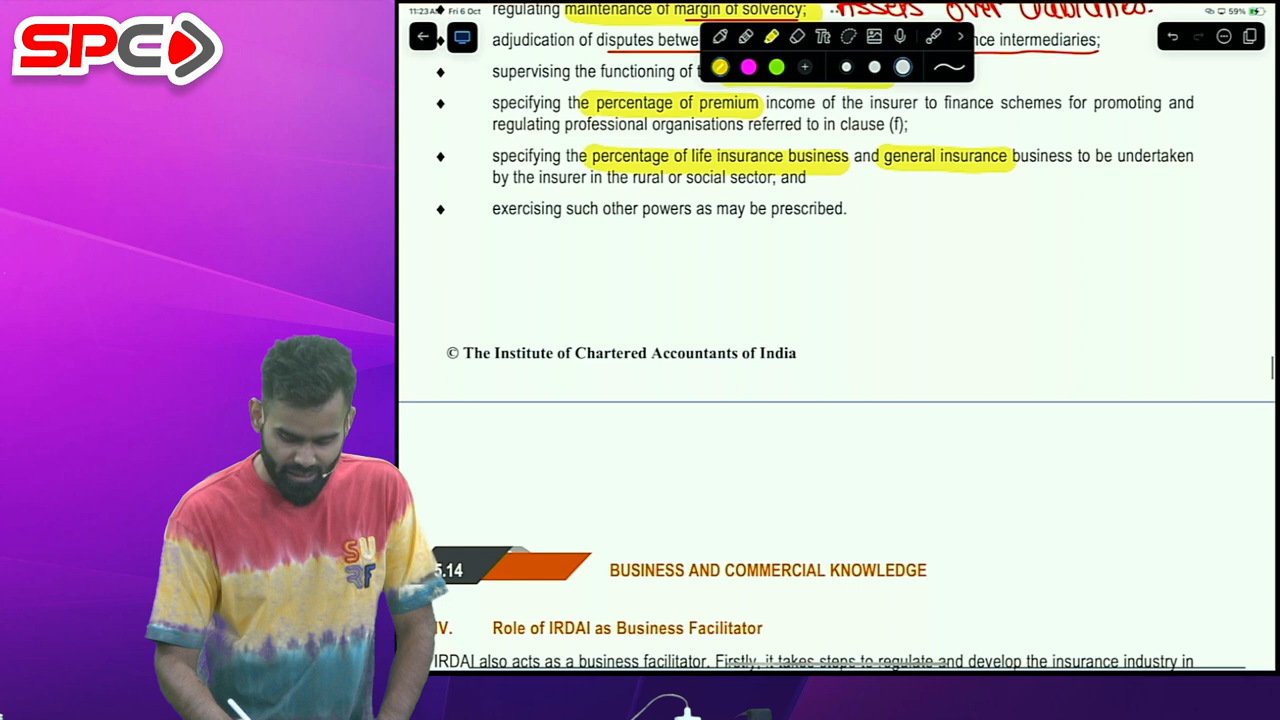 SPC
regulating maintenance of margin of solvency; Assets over Liabilities.
11:23 Fri 6 Oct 59%
adjudication of disputes betwe nce intermediaries;
supervising the functioning of t
specifying the percentage of premium income of the insurer to finance schemes for promoting and
regulating professional organisations referred to in clause (f);
specifying the percentage of life insurance business and general insurance business to be undertaken
by the insurer in the rural or social sector; and
exercising such other powers as may be prescribed.
© The Institute of Chartered Accountants of India
SURF
5.14 BUSINESS AND COMMERCIAL KNOWLEDGE
IV. Role of IRDAI as Business Facilitator
IRDAI also acts as a business facilitator. Firstly, it takes steps to regulate and develop the insurance industry in